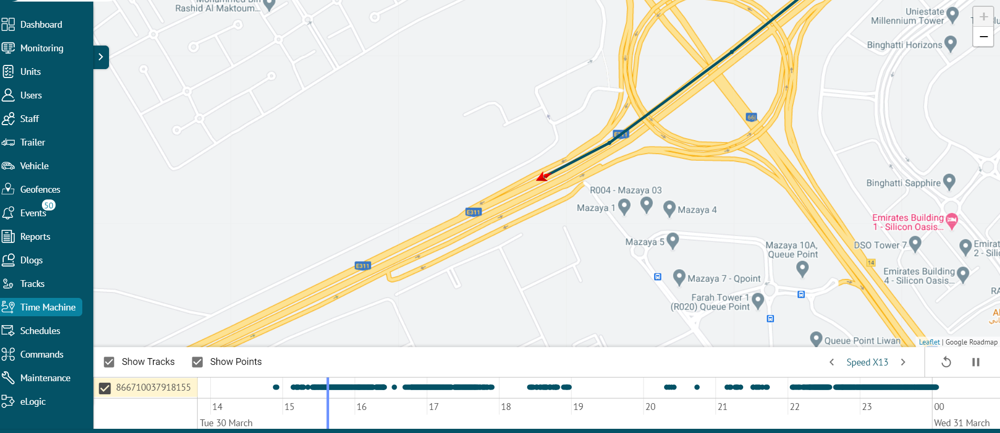 Dashboard
Monitoring
Units
Users
Staff
Trailer
Vehicle
Geofences
50
Events
Reports
Dlogs
Tracks
Time Machine
Schedules
Commands
Maintenance
eLogic
Mohammed Bin
Rashid Al Maktoum...
Uniestate
Millennium Tower
Binghatti Horizons
+
−
E311
Binghatti Sapphire
R004 - Mazaya 03
Mazaya 1
Mazaya 4
E311
Emirates Building
1 - Silicon Oasis...
Mazaya 5
Mazaya 10A,
Queue Point
DSO Tower 7
E311
14
Mazaya 7 - Qpoint
Emirates Building
4 - Silicon Oasis...
Farah Tower 1
(R020) Queue Point
Queue Point Liwan
Leaflet | Google Roadmap
Show Tracks
Show Points
Speed X13
866710037918155
14
15
16
17
18
19
20
21
22
23
00
Tue 30 March
Wed 31 March